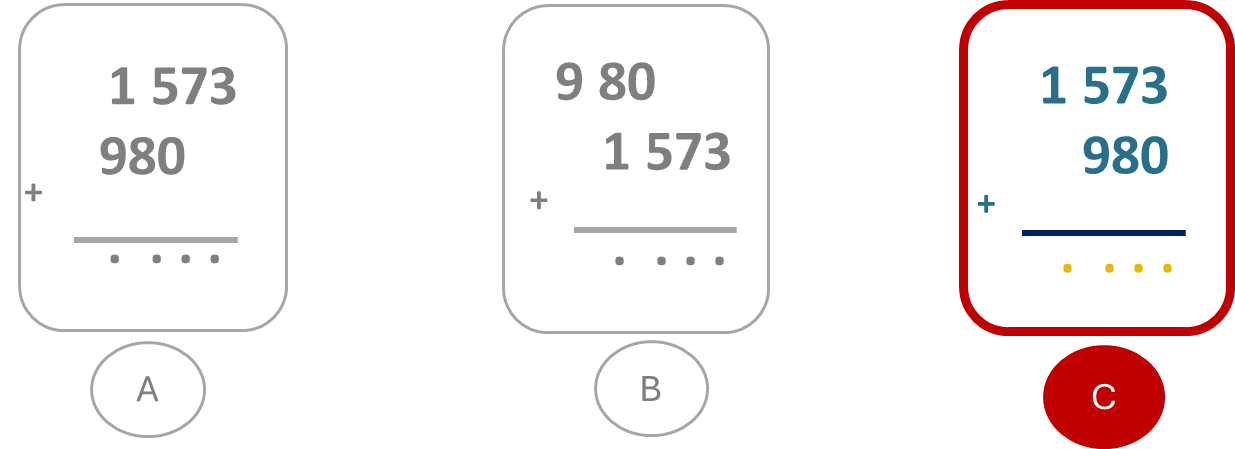 1 573
980
+
. . . .
A
9 80
1 573
+
. . . .
B
1 573
980
+
. . . .
C